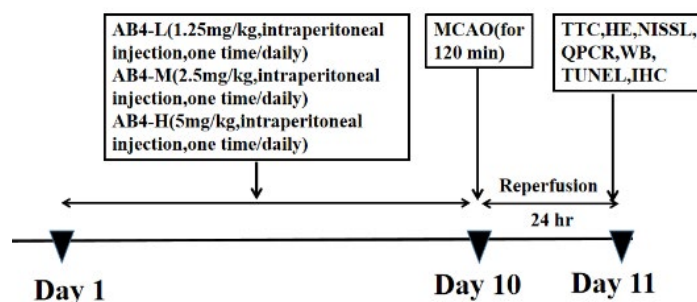 AB4-L(1.25mg/kg,intraperitoneal
injection,one time/daily)
AB4-M(2.5mg/kg,intraperitoneal
injection,one time/daily)
AB4-H(5mg/kg,intraperitoneal
injection,one time/daily)
MCAO(for
120 min)
TTC,HE,NISSL,
QPCR,WB,
TUNEL,IHC
Reperfusion
24 hr
Day 1
Day 10
Day 11